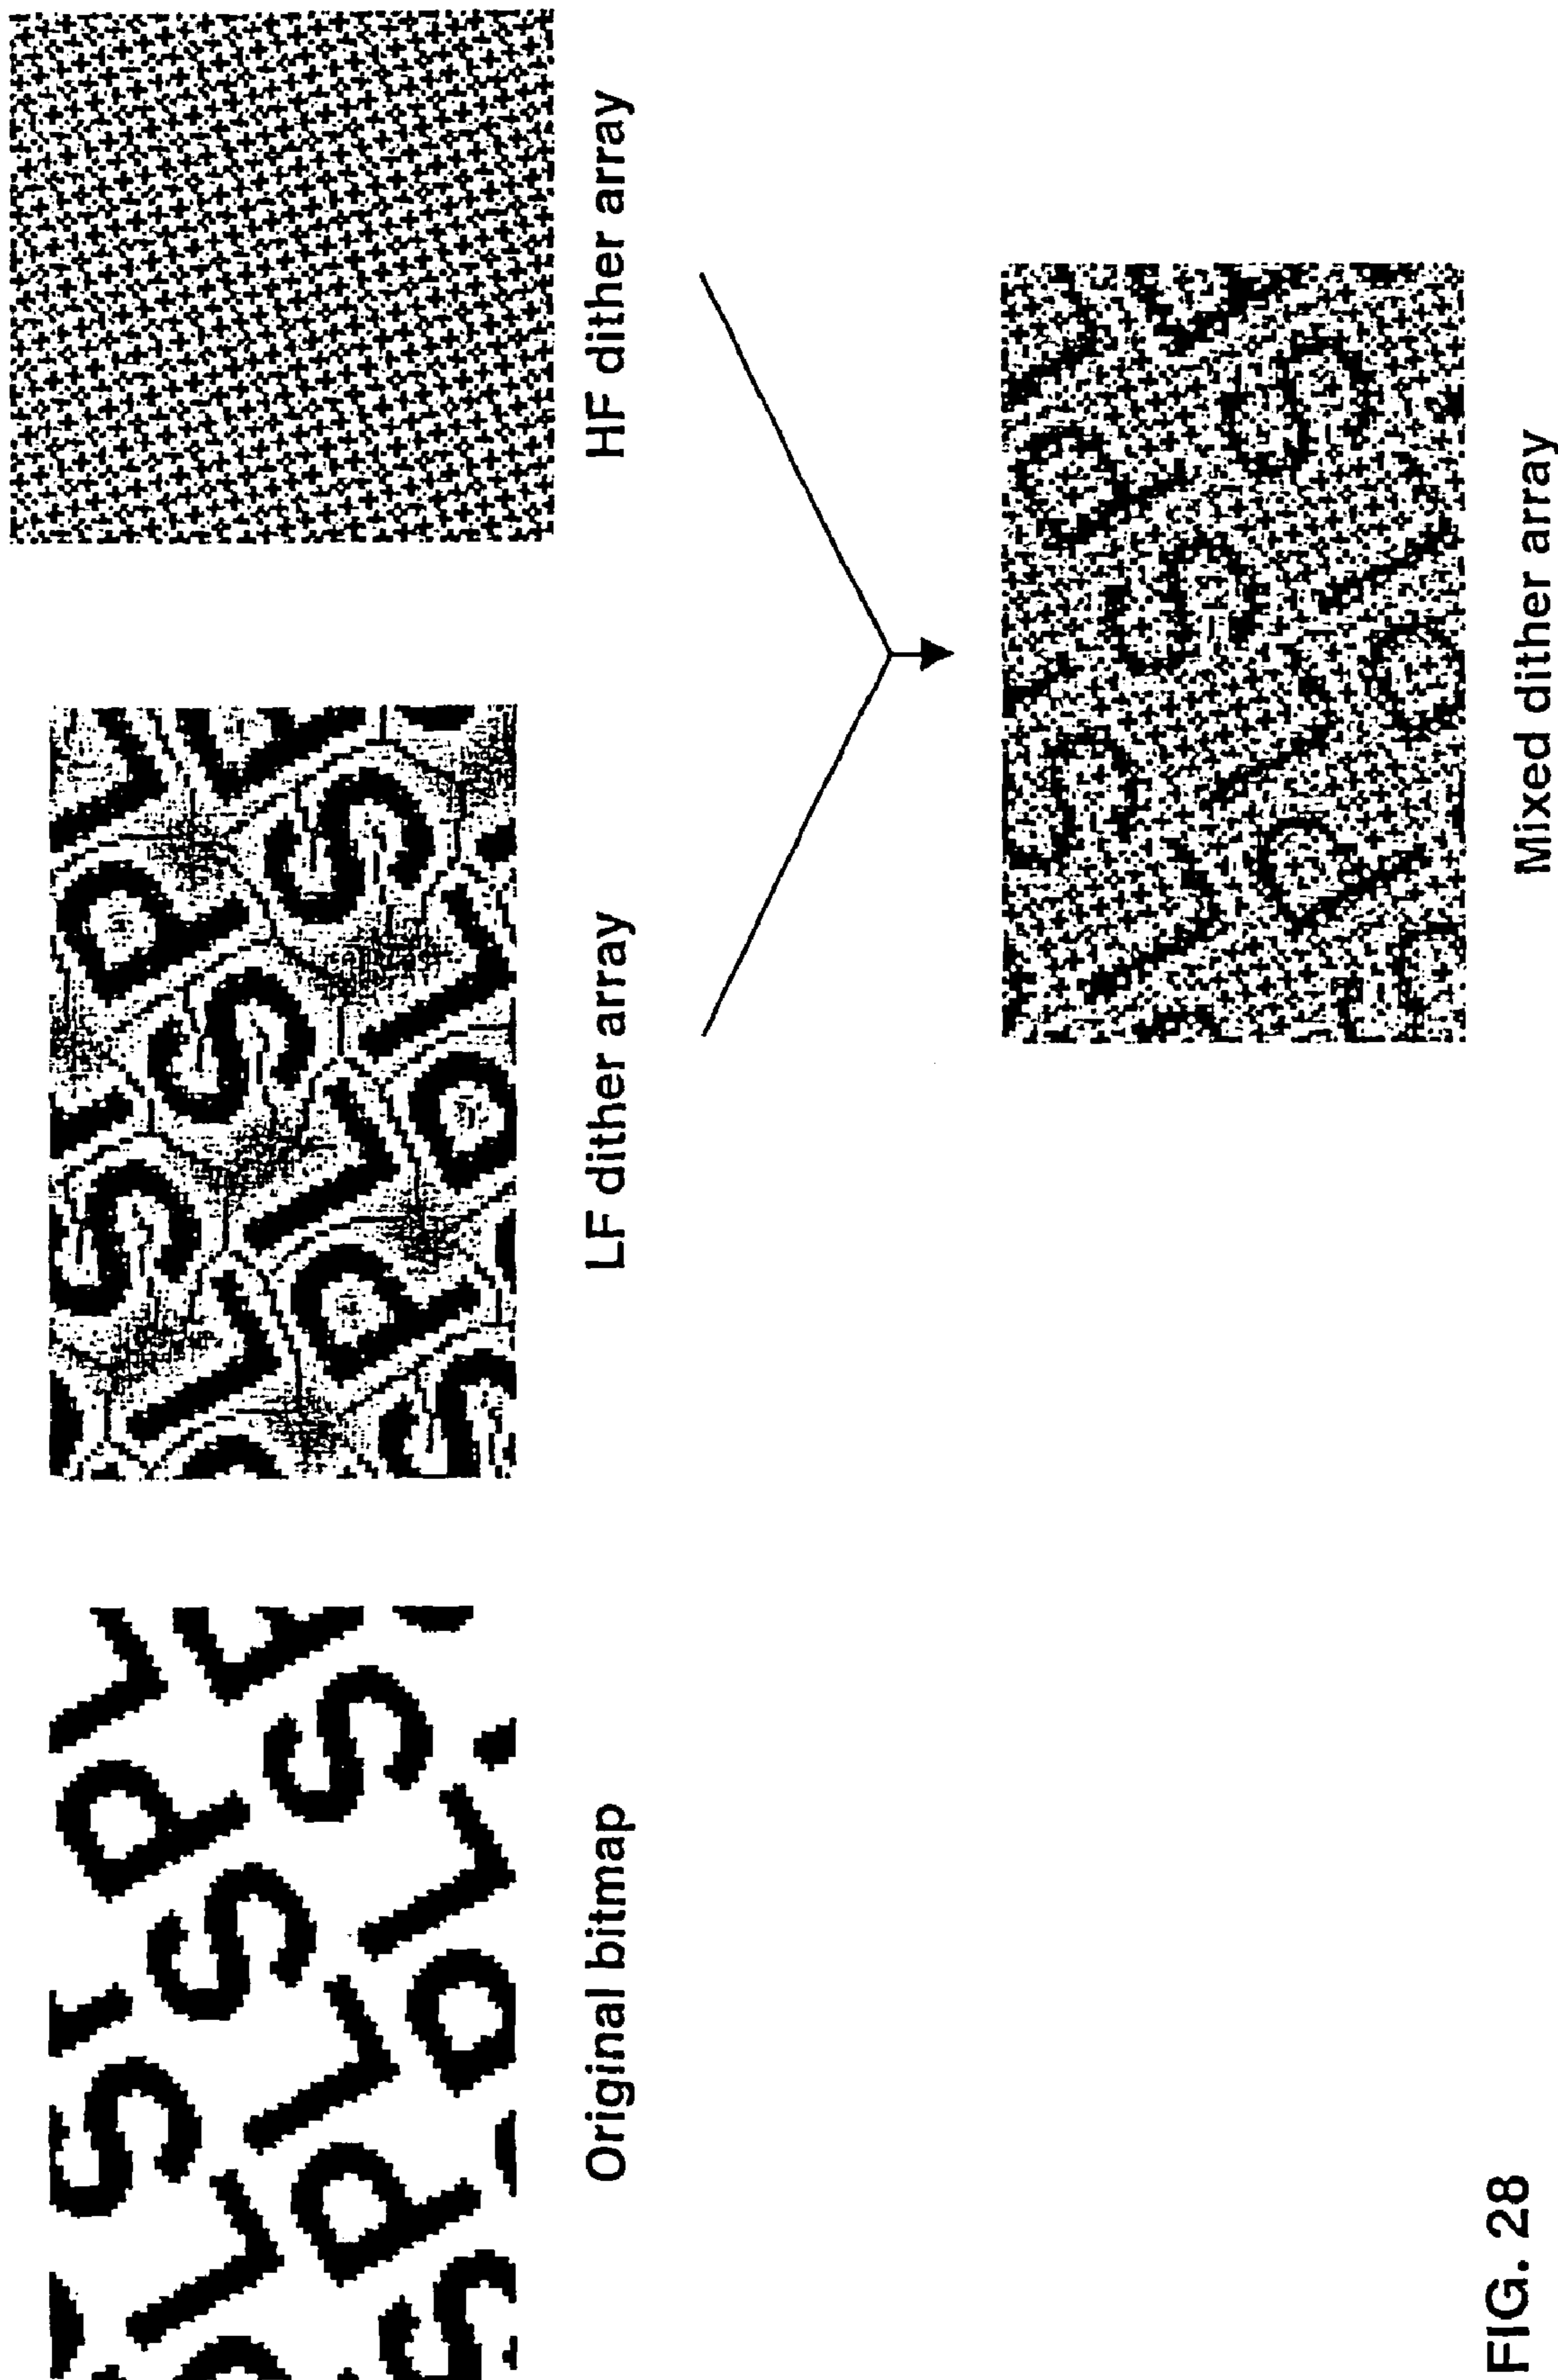 Original bitmap
LF dither array
HF dither array
Mixed dither array
FIG. 28